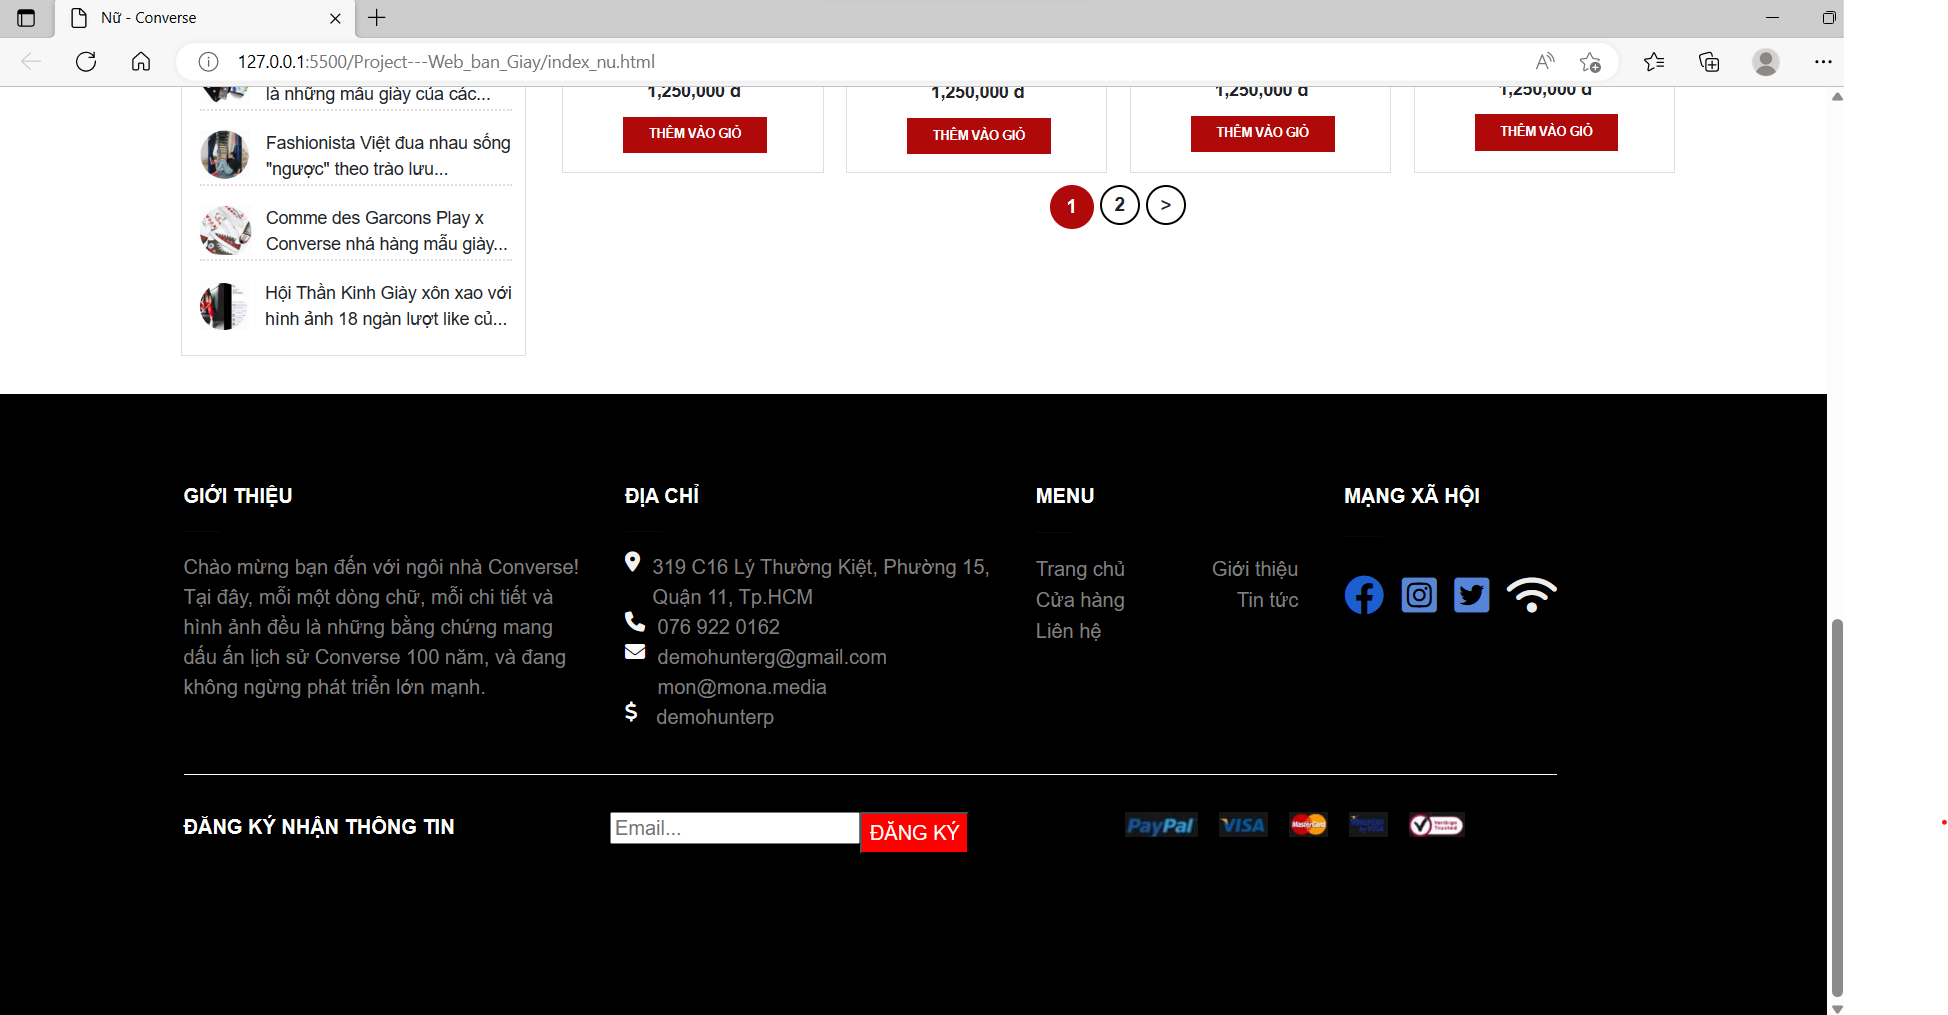 Nữ - Converse
127.0.0.1:5500/Project---Web_ban_Giay/index_nu.html
là những mẫu giày của các...
Fashionista Việt đua nhau sống
"ngược" theo trào lưu...
Comme des Garcons Play x
Converse nhá hàng mẫu giày...
Hội Thần Kinh Giày xôn xao với
hình ảnh 18 ngàn lượt like củ...
1,250,000 đ
THÊM VÀO GIỎ
1,250,000 đ
THÊM VÀO GIỎ
1,250,000 đ
THÊM VÀO GIỎ
1,250,000 đ
THÊM VÀO GIỎ
1 2 >
GIỚI THIỆU
Chào mừng bạn đến với ngôi nhà Converse!
Tại đây, mỗi một dòng chữ, mỗi chi tiết và
hình ảnh đều là những bằng chứng mang
dấu ấn lịch sử Converse 100 năm, và đang
không ngừng phát triển lớn mạnh.
ĐỊA CHỈ
319 C16 Lý Thường Kiệt, Phường 15,
Quận 11, Tp.HCM
076 922 0162
demohunterg@gmail.com
mon@mona.media
demohunterp
MENU
Trang chủ Giới thiệu
Cửa hàng Tin tức
Liên hệ
MẠNG XÃ HỘI
ĐĂNG KÝ NHẬN THÔNG TIN
Email...
ĐĂNG KÝ
PayPal VISA MasterCard